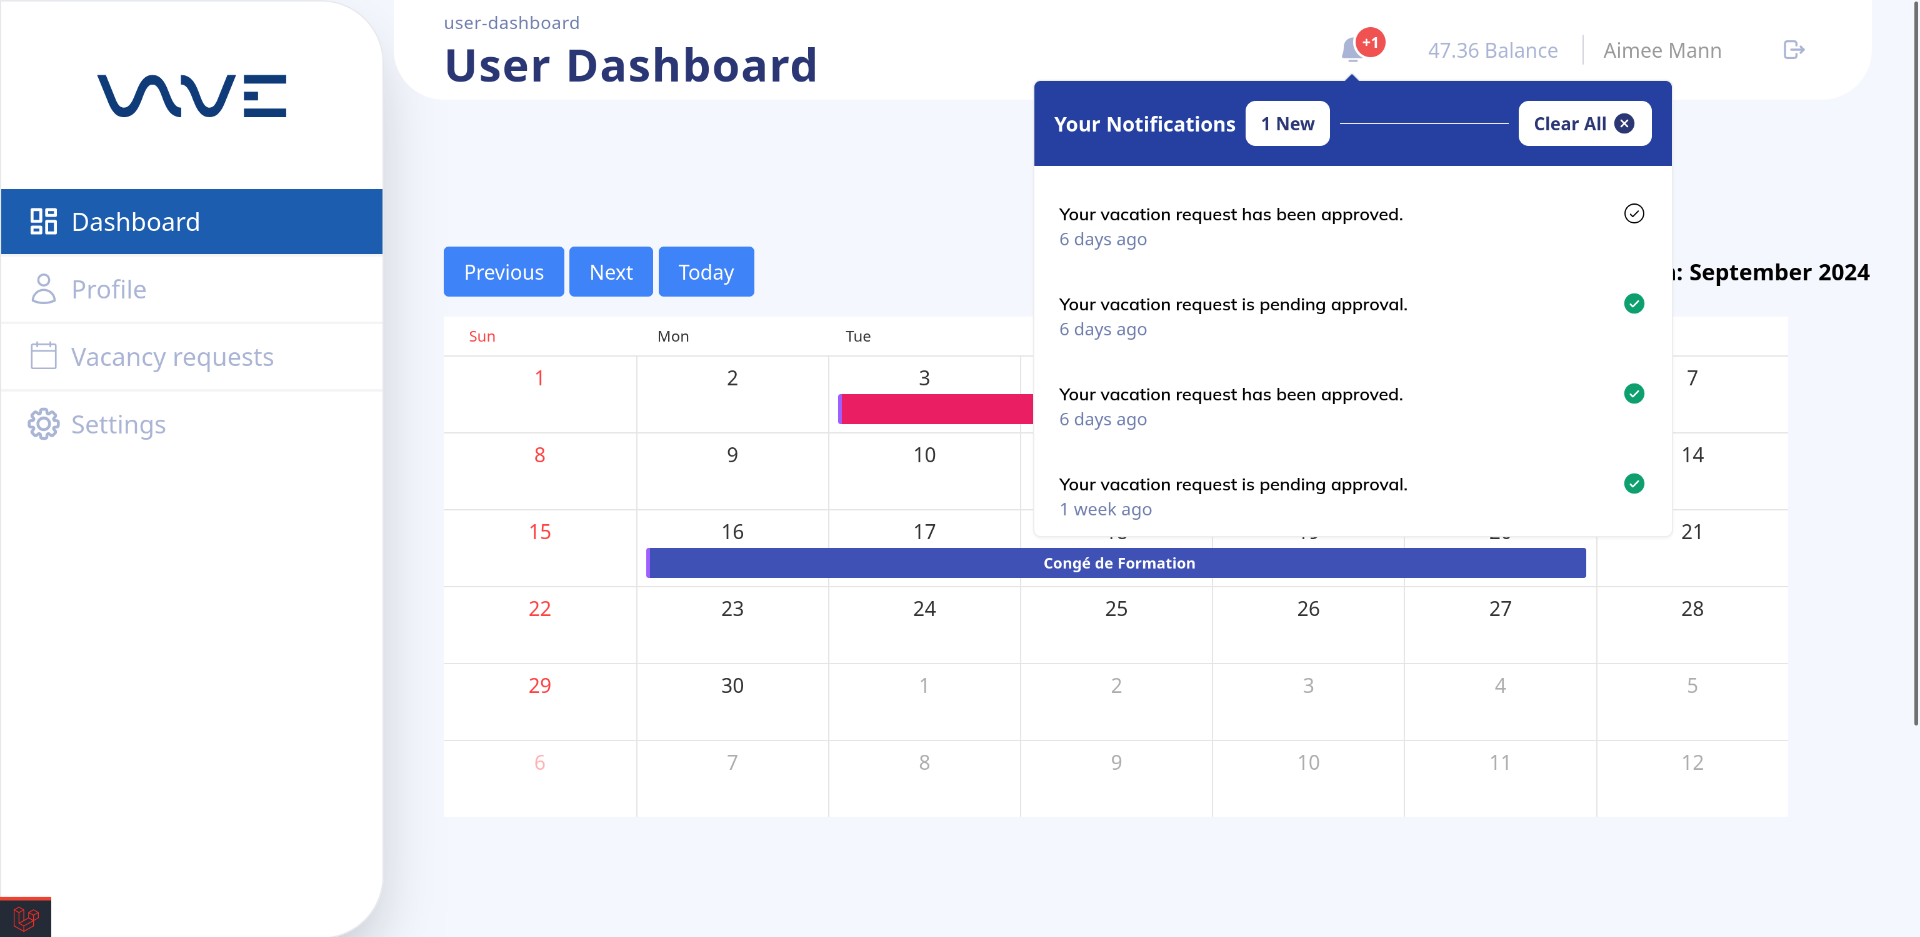 user-dashboard
User Dashboard
+1
47.36 Balance
Aimee Mann
WAVE
Dashboard
Profile
Vacancy requests
Settings
Your Notifications
1 New
Clear All
Your vacation request has been approved.
6 days ago
Your vacation request is pending approval.
6 days ago
Your vacation request has been approved.
6 days ago
Your vacation request is pending approval.
1 week ago
Previous
Next
Today
: September 2024
Sun Mon Tue
1 2 3 7
8 9 10 14
15 16 17 21
Congé de Formation
22 23 24 25 26 27 28
29 30 1 2 3 4 5
6 7 8 9 10 11 12